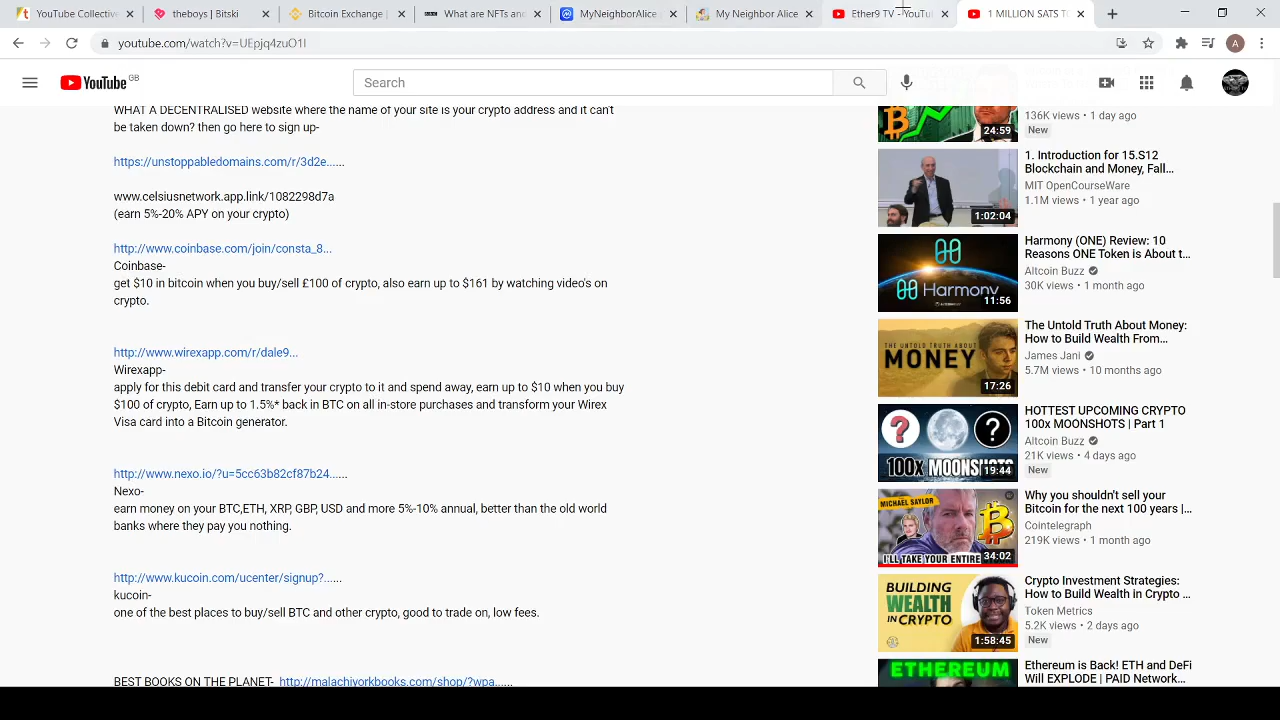 YouTube Collective
theboys | Bitski
Bitcoin Exchange |
What are NFTs and
MyNeighborAlice |
My Neighbor Alice
Ether9 TV - YouTub
1 MILLION SATS T
youtube.com/watch?v=UEpjq4zuO1I
A
YouTube GB
Search
WHAT A DECENTRALISED website where the name of your site is your crypto address and it can't
be taken down? then go here to sign up-
https://unstoppabledomains.com/r/3d2e......
www.celsiusnetwork.app.link/1082298d7a
(earn 5%-20% APY on your crypto)
http://www.coinbase.com/join/consta_8...
Coinbase-
get $10 in bitcoin when you buy/sell £100 of crypto, also earn up to $161 by watching video's on
crypto.
http://www.wirexapp.com/r/dale9...
Wirexapp-
apply for this debit card and transfer your crypto to it and spend away, earn up to $10 when you buy
$100 of crypto, Earn up to 1.5%* back in BTC on all in-store purchases and transform your Wirex
Visa card into a Bitcoin generator.
http://www.nexo.io/?u=5cc63b82cf87b24......
Nexo-
earn money on your BTC,ETH, XRP, GBP, USD and more 5%-10% annual, better than the old world
banks where they pay you nothing.
http://www.kucoin.com/ucenter/signup?......
kucoin-
one of the best places to buy/sell BTC and other crypto, good to trade on, low fees.
BEST BOOKS ON THE PLANET- http://malachiyorkbooks.com/shop/?wpa......
24:59
136K views • 1 day ago
New
1:02:04
1. Introduction for 15.S12
Blockchain and Money, Fall...
MIT OpenCourseWare
1.1M views • 1 year ago
Harmony
11:56
Harmony (ONE) Review: 10
Reasons ONE Token is About t...
Altcoin Buzz
30K views • 1 month ago
THE UNTOLD TRUTH ABOUT
MONEY
17:26
The Untold Truth About Money:
How to Build Wealth From...
James Jani
5.7M views • 10 months ago
100X MOONSHOTS
19:44
HOTTEST UPCOMING CRYPTO
100x MOONSHOTS | Part 1
Altcoin Buzz
21K views • 4 days ago
New
MICHAEL SAYLOR
I'LL TAKE YOUR ENTIRE
34:02
Why you shouldn't sell your
Bitcoin for the next 100 years |...
Cointelegraph
219K views • 1 month ago
BUILDING
WEALTH
IN CRYPTO
1:58:45
Crypto Investment Strategies:
How to Build Wealth in Crypto ...
Token Metrics
5.2K views • 2 days ago
New
ETHEREUM
Ethereum is Back! ETH and DeFi
Will EXPLODE | PAID Network...